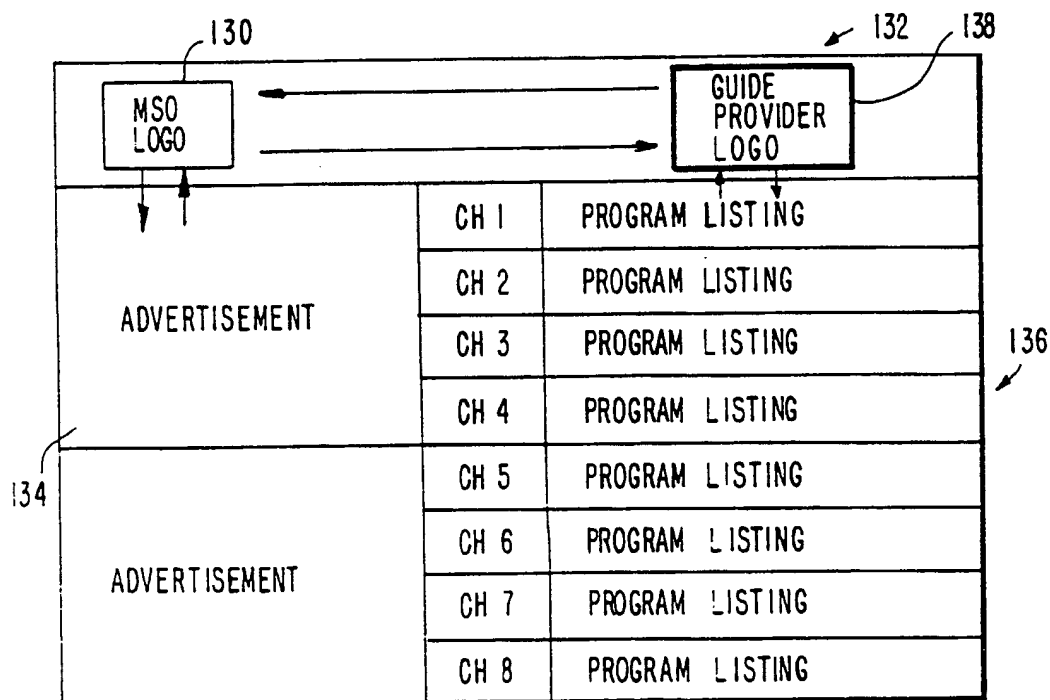 130
132
138
MSO
LOGO
GUIDE
PROVIDER
LOGO
CH 1 PROGRAM LISTING
CH 2 PROGRAM LISTING
ADVERTISEMENT
CH 3 PROGRAM LISTING
136
CH 4 PROGRAM LISTING
134
CH 5 PROGRAM LISTING
CH 6 PROGRAM LISTING
ADVERTISEMENT
CH 7 PROGRAM LISTING
CH 8 PROGRAM LISTING